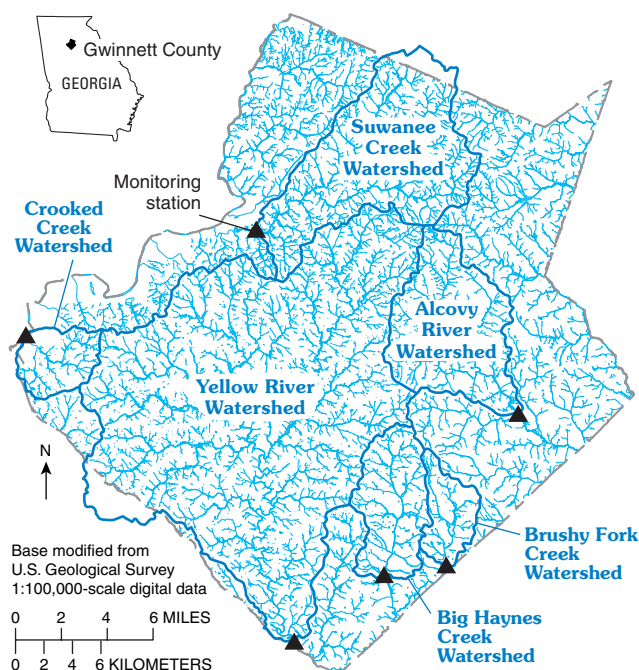 Gwinnett County
GEORGIA
Suwanee
Creek
Watershed
Monitoring
station
Crooked
Creek
Watershed
Alcovy
River
Watershed
Yellow River
Watershed
N
Brushy Fork
Creek
Watershed
Base modified from
U.S. Geological Survey
1:100,000-scale digital data
Big Haynes
Creek
Watershed
0 2 4 6 MILES
0 2 4 6 KILOMETERS